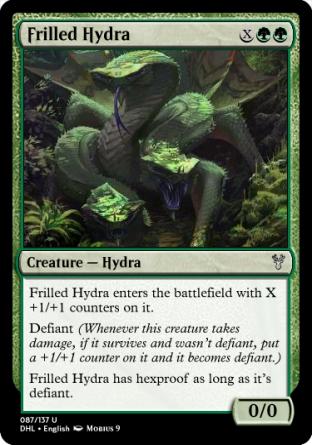 Frilled Hydra X
Creature — Hydra
Frilled Hydra enters the battlefield with X
+1/+1 counters on it.
Defiant (Whenever this creature takes
damage, if it survives and wasn't defiant, put
a +1/+1 counter on it and it becomes defiant.)
Frilled Hydra has hexproof as long as it's
defiant.
0/0
087/137 U
DHL • English Mobius 9